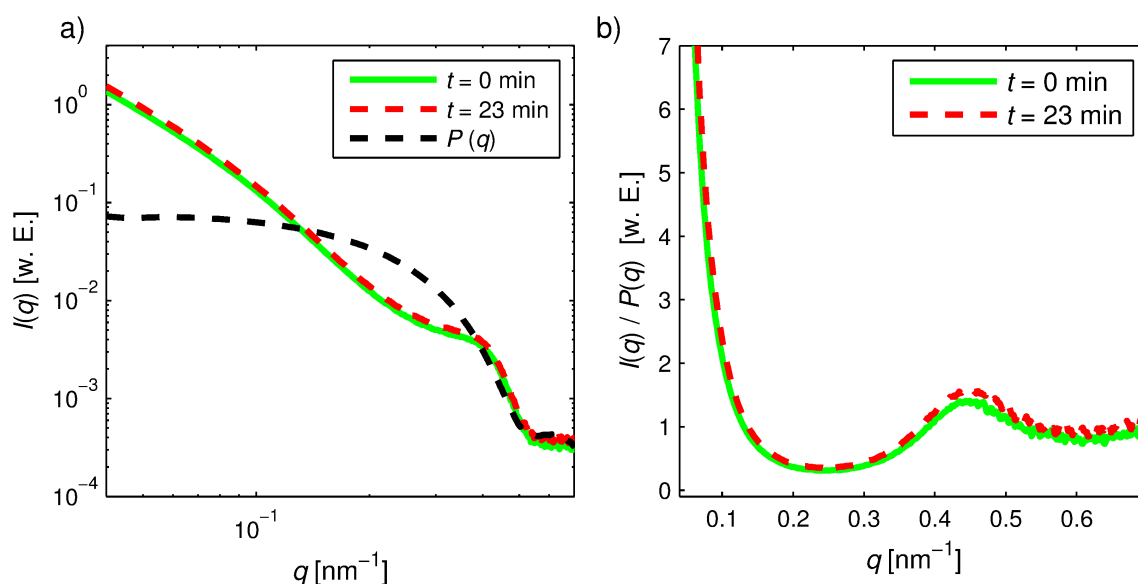 a)
I(q) [w. E.]
10⁰
10⁻¹
10⁻²
10⁻³
10⁻⁴
t = 0 min
t = 23 min
P (q)
10⁻¹
q [nm⁻¹]
b)
I(q) / P(q) [w. E.]
7
6
5
4
3
2
1
0
t = 0 min
t = 23 min
0.1 0.2 0.3 0.4 0.5 0.6
q [nm⁻¹]